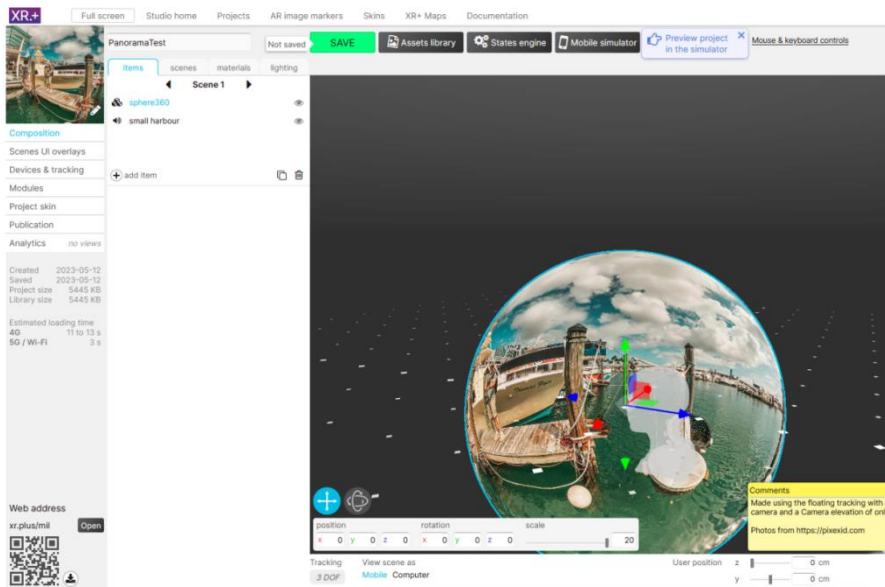 XR.+
Full screen
Studio home
Projects
AR image markers
Skins
XR+ Maps
Documentation
PanoramaTest
Not saved
SAVE
Assets library
States engine
Mobile simulator
Preview project
in the simulator
Mouse & keyboard controls
items
scenes
materials
lighting
Scene 1
sphere360
small harbour
add item
Composition
Scenes UI overlays
Devices & tracking
Modules
Project skin
Publication
Analytics no views
Created 2023-05-12
Saved 2023-05-12
Project size 5445 KB
Library size 5445 KB
Estimated loading time
4G 11 to 13 s
5G / Wi-Fi 3 s
Web address
xr.plus/mil
Open
position
x 0 y 0 z 0
rotation
x 0 y 0 z 0
scale
20
Comments
Made using the floating tracking with
camera and a Camera elevation of onl
Photos from https://pixexid.com
Tracking
3 DOF
View scene as
Mobile Computer
User position
z 0 cm
y 0 cm